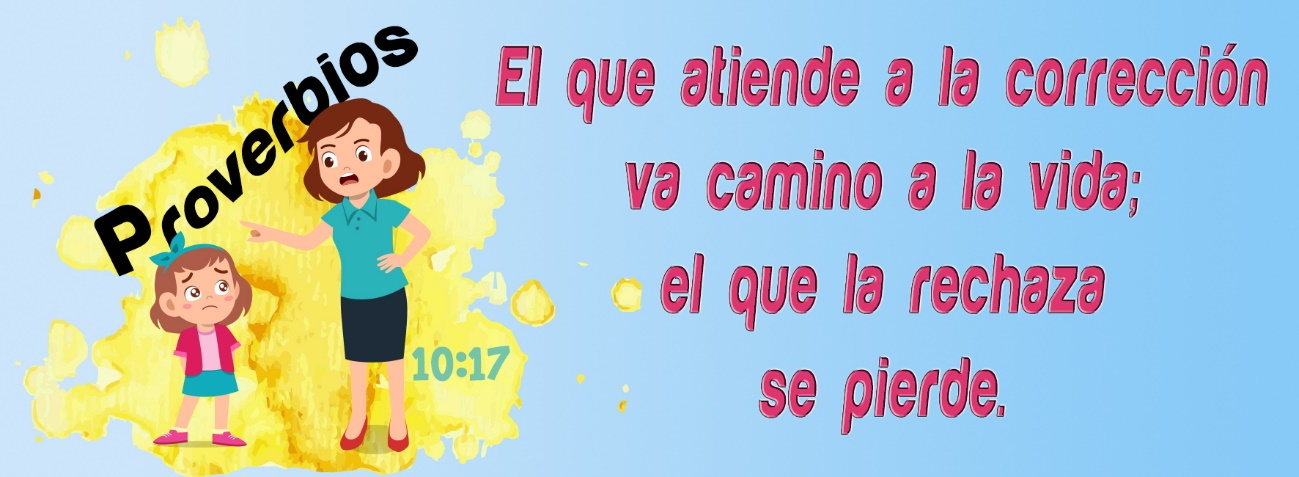 Proverbios
10:17
El que atiende a la corrección
va camino a la vida;
el que la rechaza
se pierde.